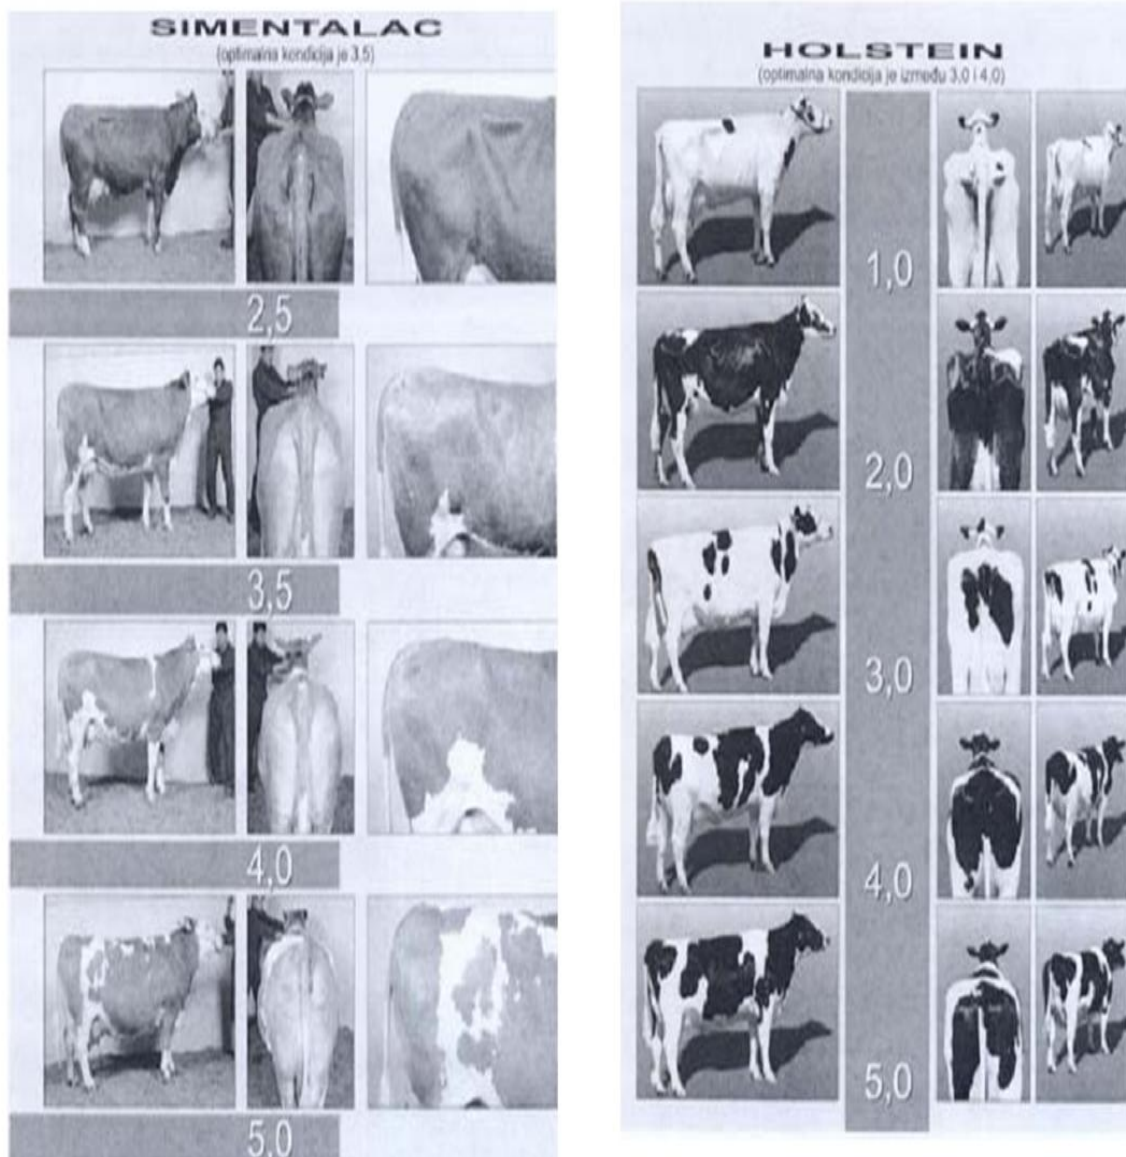 SIMENTALAC
(optimalna kondicija je 3,5)
2,5
3,5
4,0
5,0
HOLSTEIN
(optimalna kondicija je između 3,0 i 4,0)
1,0
2,0
3,0
4,0
5,0